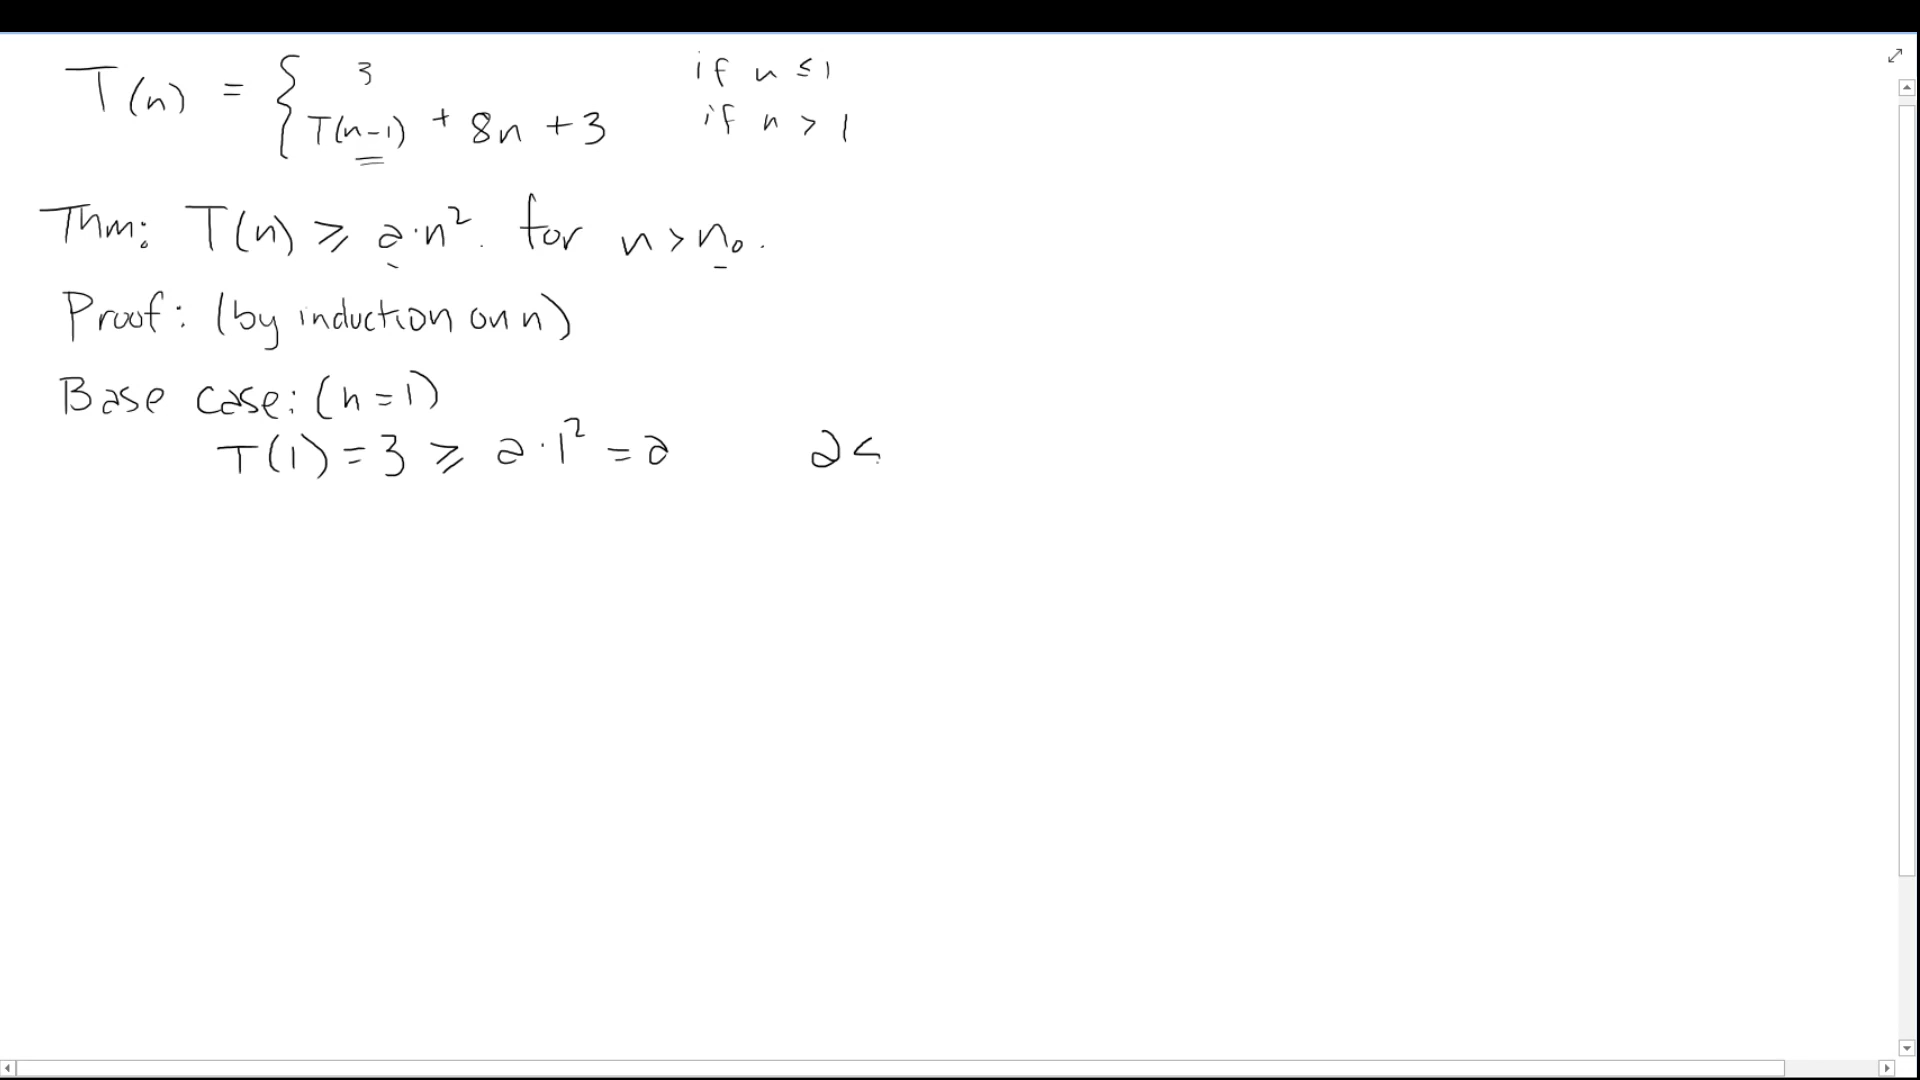 T(n) = { 3 if n ≤ 1
T(n-1) + 8n + 3 if n > 1
Thm: T(n) ≥ a·n². for n > n₀.
Proof: (by induction on n)
Base case: (n = 1)
T(1) = 3 ≥ a·1² = a a <